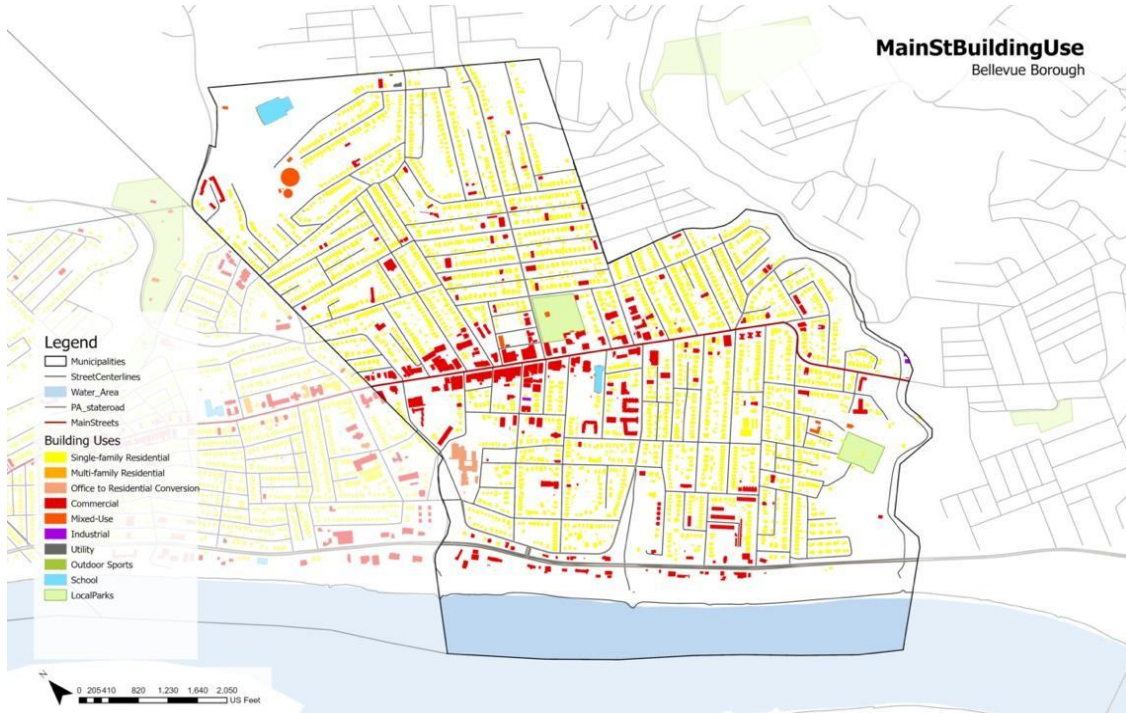 MainStBuildingUse
Bellevue Borough
Legend
Municipalities
StreetCenterlines
Water_Area
PA_stateroad
MainStreets
Building Uses
Single-family Residential
Multi-family Residential
Office to Residential Conversion
Commercial
Mixed-Use
Industrial
Utility
Outdoor Sports
School
LocalParks
N
0 205410 820 1,230 1,640 2,050
US Feet